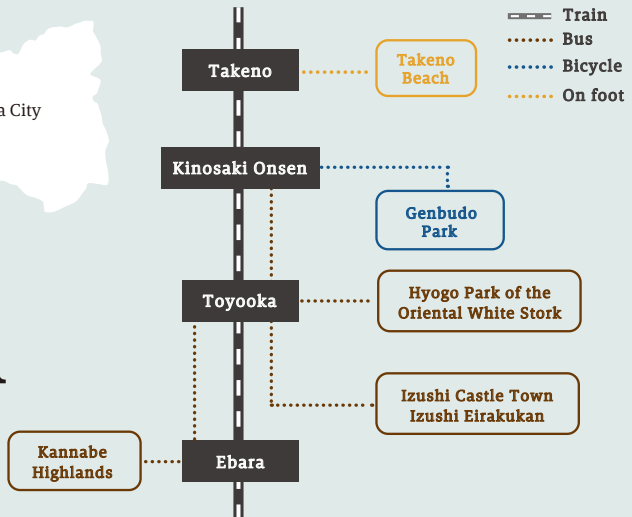 Train
Bus
Bicycle
On foot
a City
Takeno
Takeno
Beach
Kinosaki Onsen
Genbudo
Park
Toyooka
Hyogo Park of the
Oriental White Stork
Izushi Castle Town
Izushi Eirakukan
Kannabe
Highlands
Ebara